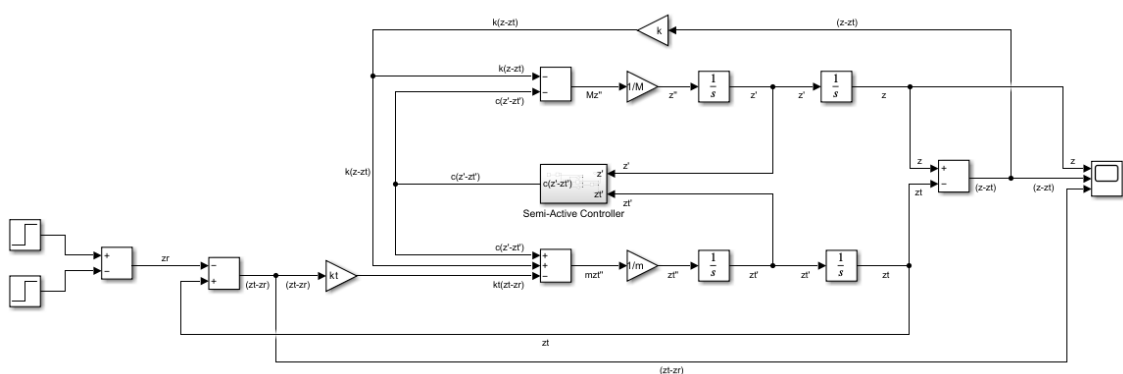 k(z-zt)
k
(z-zt)
k(z-zt)
c(z'-zt')
−
−
Mz"
1/M
z"
1
s
z'
z'
1
s
z
k(z-zt)
c(z'-zt')
c(z'-zt')
z'
zt'
z'
zt'
Semi-Active Controller
z
zt
+
−
(z-zt)
(z-zt)
z
+
−
zr
−
+
(zt-zr)
(zt-zr)
kt
c(z'-zt')
kt(zt-zr)
+
+
−
mzt"
1/m
zt"
1
s
zt'
zt'
1
s
zt
zt
(zt-zr)